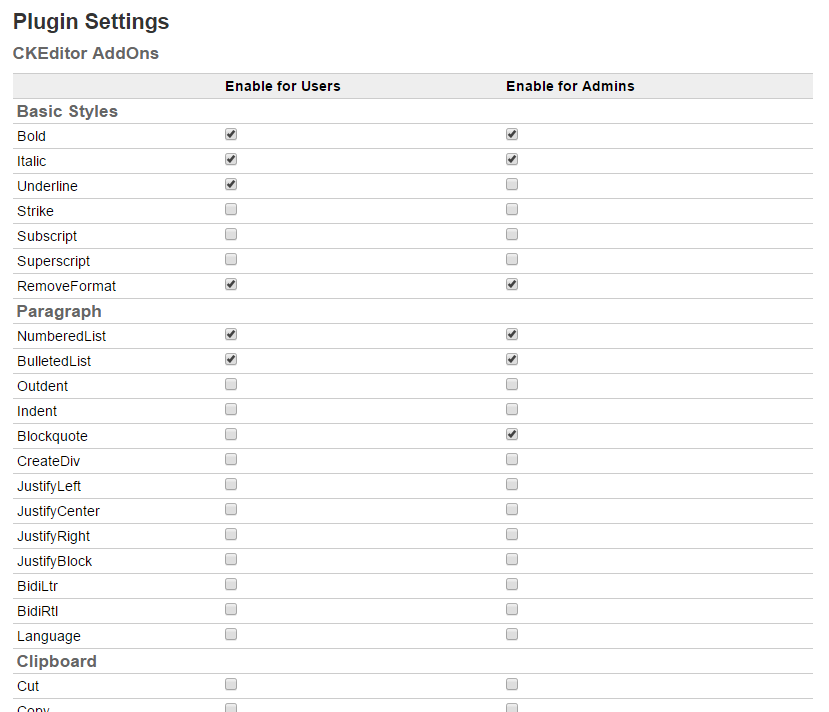 Plugin Settings
CKEditor AddOns
Enable for Users Enable for Admins
Basic Styles
Bold
Italic
Underline
Strike
Subscript
Superscript
RemoveFormat
Paragraph
NumberedList
BulletedList
Outdent
Indent
Blockquote
CreateDiv
JustifyLeft
JustifyCenter
JustifyRight
JustifyBlock
BidiLtr
BidiRtl
Language
Clipboard
Cut
Copy